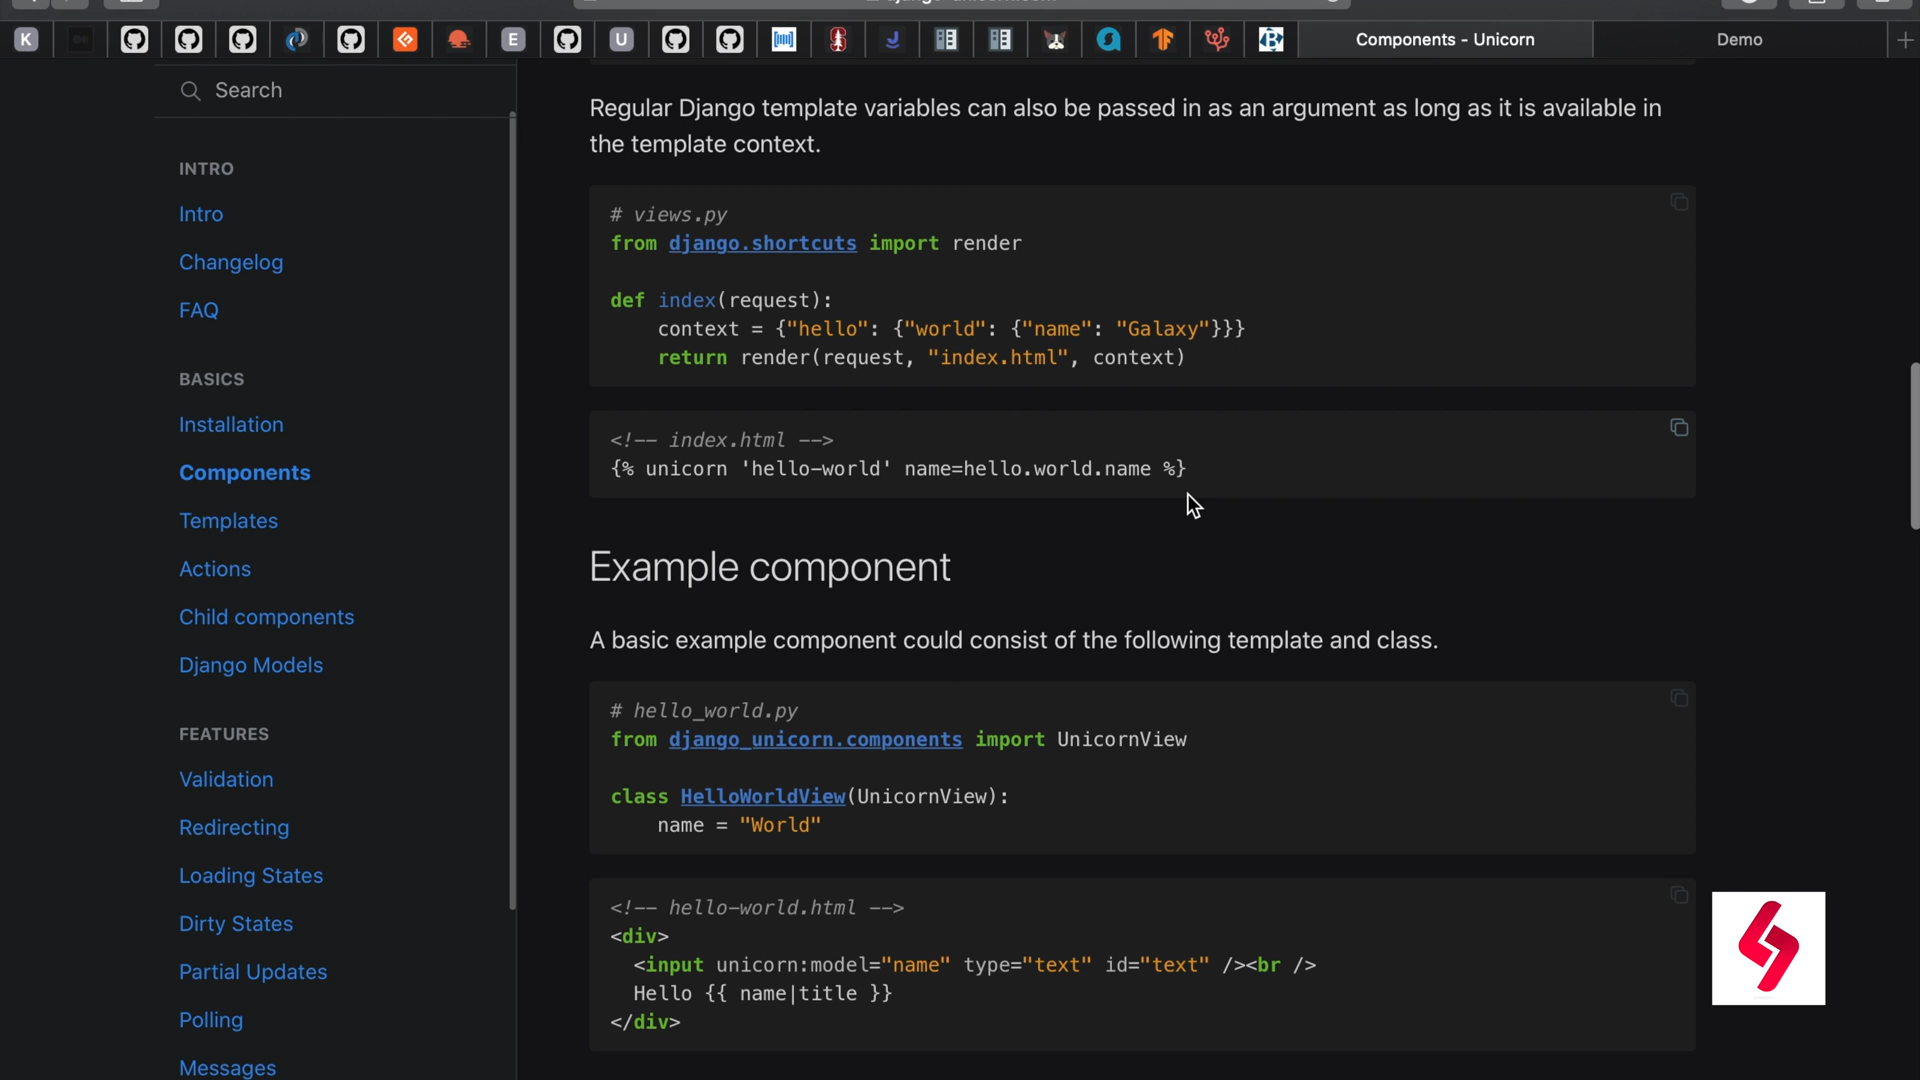 K
E
U
Components - Unicorn
Demo
Search
INTRO
Intro
Changelog
FAQ
BASICS
Installation
Components
Templates
Actions
Child components
Django Models
FEATURES
Validation
Redirecting
Loading States
Dirty States
Partial Updates
Polling
Messages
Regular Django template variables can also be passed in as an argument as long as it is available in
the template context.
# views.py
from django.shortcuts import render
def index(request):
    context = {"hello": {"world": {"name": "Galaxy"}}}
    return render(request, "index.html", context)
<!-- index.html -->
{% unicorn 'hello-world' name=hello.world.name %}
Example component
A basic example component could consist of the following template and class.
# hello_world.py
from django_unicorn.components import UnicornView
class HelloWorldView(UnicornView):
    name = "World"
<!-- hello-world.html -->
<div>
  <input unicorn:model="name" type="text" id="text" /><br />
  Hello {{ name|title }}
</div>